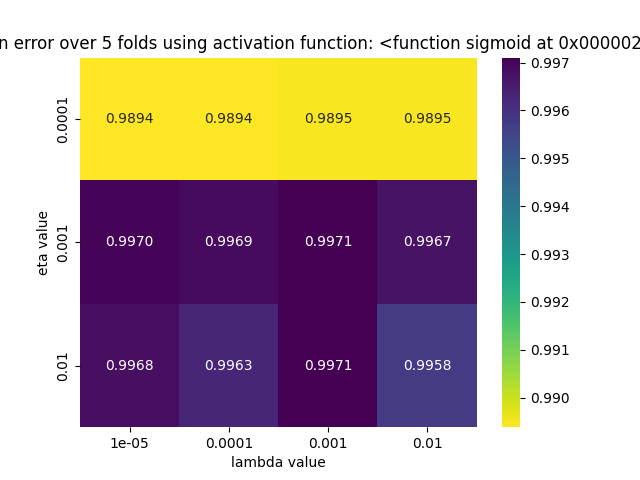 n error over 5 folds using activation function: <function sigmoid at 0x000002
0.0001 0.9894 0.9894 0.9895 0.9895
0.001 0.9970 0.9969 0.9971 0.9967
0.01 0.9968 0.9963 0.9971 0.9958
eta value
1e-05 0.0001 0.001 0.01
lambda value
0.997
0.996
0.995
0.994
0.993
0.992
0.991
0.990